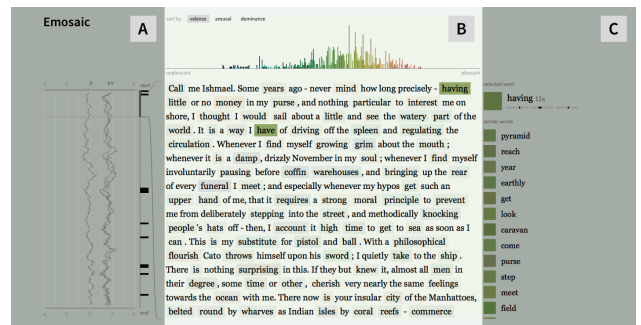 Emosaic
A
B
C
sort by valence arousal dominance
D AV
start
end
unpleasant pleasant
Call me Ishmael. Some years ago - never mind how long precisely - having
little or no money in my purse , and nothing particular to interest me on
shore, I thought I would sail about a little and see the watery part of the
world . It is a way I have of driving off the spleen and regulating the
circulation . Whenever I find myself growing grim about the mouth ;
whenever it is a damp , drizzly November in my soul ; whenever I find myself
involuntarily pausing before coffin warehouses , and bringing up the rear
of every funeral I meet ; and especially whenever my hypos get such an
upper hand of me, that it requires a strong moral principle to prevent
me from deliberately stepping into the street , and methodically knocking
people 's hats off - then, I account it high time to get to sea as soon as I
can . This is my substitute for pistol and ball . With a philosophical
flourish Cato throws himself upon his sword ; I quietly take to the ship .
There is nothing surprising in this. If they but knew it, almost all men in
their degree , some time or other , cherish very nearly the same feelings
towards the ocean with me. There now is your insular city of the Manhattoes,
belted round by wharves as Indian isles by coral reefs - commerce
selected word
having 11x
similar words
pyramid
reach
year
earthly
get
look
caravan
come
purse
step
meet
field